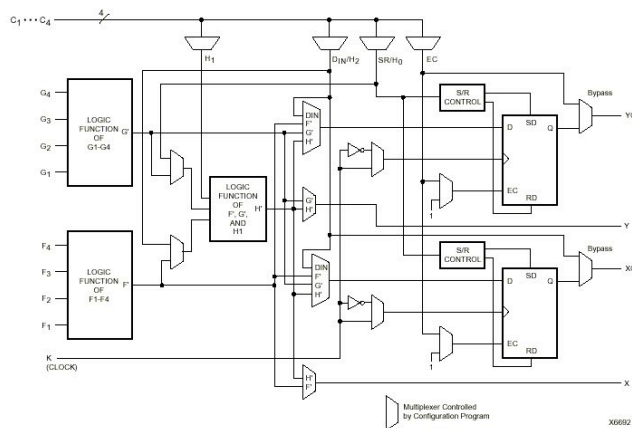 C1 ··· C4
4
H1
DIN/H2
SR/H0
EC
G4
G3
G2
G1
LOGIC
FUNCTION
OF
G1-G4
G'
DIN
F'
G'
H'
S/R
CONTROL
Bypass
D
SD
Q
EC
RD
1
LOGIC
FUNCTION
OF
F', G',
AND
H1
H'
G'
H'
Y
F4
F3
F2
F1
LOGIC
FUNCTION
OF
F1-F4
F'
DIN
F'
G'
H'
S/R
CONTROL
Bypass
D
SD
Q
EC
RD
1
K
(CLOCK)
H'
F'
X
Multiplexer Controlled
by Configuration Program
X6692